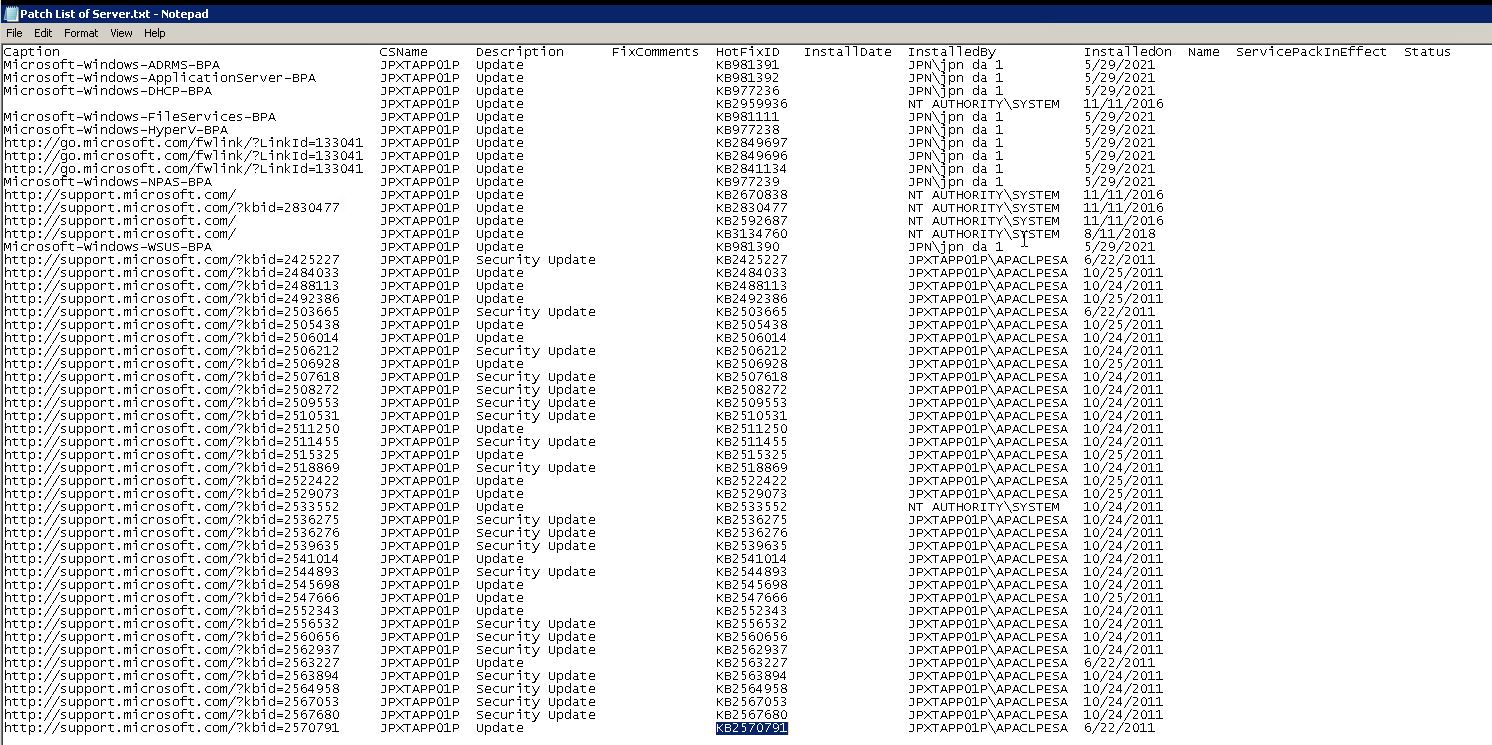 Patch List of Server.txt - Notepad
File Edit Format View Help
Caption CSName Description FixComments HotFixID InstallDate InstalledBy InstalledOn Name ServicePackInEffect Status
Microsoft-Windows-ADRMS-BPA JPXTAPP01P Update KB981391 JPN\jpn da 1 5/29/2021
Microsoft-Windows-ApplicationServer-BPA JPXTAPP01P Update KB981392 JPN\jpn da 1 5/29/2021
Microsoft-Windows-DHCP-BPA JPXTAPP01P Update KB977236 JPN\jpn da 1 5/29/2021
JPXTAPP01P Update KB2959936 NT AUTHORITY\SYSTEM 11/11/2016
Microsoft-Windows-FileServices-BPA JPXTAPP01P Update KB981111 JPN\jpn da 1 5/29/2021
Microsoft-Windows-HyperV-BPA JPXTAPP01P Update KB977238 JPN\jpn da 1 5/29/2021
http://go.microsoft.com/fwlink/?LinkId=133041 JPXTAPP01P Update KB2849697 JPN\jpn da 1 5/29/2021
http://go.microsoft.com/fwlink/?LinkId=133041 JPXTAPP01P Update KB2849696 JPN\jpn da 1 5/29/2021
http://go.microsoft.com/fwlink/?LinkId=133041 JPXTAPP01P Update KB2841134 JPN\jpn da 1 5/29/2021
Microsoft-Windows-NPAS-BPA JPXTAPP01P Update KB977239 JPN\jpn da 1 5/29/2021
http://support.microsoft.com/ JPXTAPP01P Update KB2670838 NT AUTHORITY\SYSTEM 11/11/2016
http://support.microsoft.com/?kbid=2830477 JPXTAPP01P Update KB2830477 NT AUTHORITY\SYSTEM 11/11/2016
http://support.microsoft.com/ JPXTAPP01P Update KB2592687 NT AUTHORITY\SYSTEM 11/11/2016
http://support.microsoft.com/ JPXTAPP01P Update KB3134760 NT AUTHORITY\SYSTEM 8/11/2018
Microsoft-Windows-WSUS-BPA JPXTAPP01P Update KB981390 JPN\jpn da 1 5/29/2021
http://support.microsoft.com/?kbid=2425227 JPXTAPP01P Security Update KB2425227 JPXTAPP01P\APACLPESA 6/22/2011
http://support.microsoft.com/?kbid=2484033 JPXTAPP01P Update KB2484033 JPXTAPP01P\APACLPESA 10/25/2011
http://support.microsoft.com/?kbid=2488113 JPXTAPP01P Update KB2488113 JPXTAPP01P\APACLPESA 10/24/2011
http://support.microsoft.com/?kbid=2492386 JPXTAPP01P Update KB2492386 JPXTAPP01P\APACLPESA 10/25/2011
http://support.microsoft.com/?kbid=2503665 JPXTAPP01P Security Update KB2503665 JPXTAPP01P\APACLPESA 6/22/2011
http://support.microsoft.com/?kbid=2505438 JPXTAPP01P Update KB2505438 JPXTAPP01P\APACLPESA 10/25/2011
http://support.microsoft.com/?kbid=2506014 JPXTAPP01P Update KB2506014 JPXTAPP01P\APACLPESA 10/24/2011
http://support.microsoft.com/?kbid=2506212 JPXTAPP01P Security Update KB2506212 JPXTAPP01P\APACLPESA 10/24/2011
http://support.microsoft.com/?kbid=2506928 JPXTAPP01P Update KB2506928 JPXTAPP01P\APACLPESA 10/25/2011
http://support.microsoft.com/?kbid=2507618 JPXTAPP01P Security Update KB2507618 JPXTAPP01P\APACLPESA 10/24/2011
http://support.microsoft.com/?kbid=2508272 JPXTAPP01P Security Update KB2508272 JPXTAPP01P\APACLPESA 10/24/2011
http://support.microsoft.com/?kbid=2509553 JPXTAPP01P Security Update KB2509553 JPXTAPP01P\APACLPESA 10/24/2011
http://support.microsoft.com/?kbid=2510531 JPXTAPP01P Security Update KB2510531 JPXTAPP01P\APACLPESA 10/24/2011
http://support.microsoft.com/?kbid=2511250 JPXTAPP01P Update KB2511250 JPXTAPP01P\APACLPESA 10/24/2011
http://support.microsoft.com/?kbid=2511455 JPXTAPP01P Security Update KB2511455 JPXTAPP01P\APACLPESA 10/24/2011
http://support.microsoft.com/?kbid=2515325 JPXTAPP01P Update KB2515325 JPXTAPP01P\APACLPESA 10/24/2011
http://support.microsoft.com/?kbid=2518869 JPXTAPP01P Security Update KB2518869 JPXTAPP01P\APACLPESA 10/24/2011
http://support.microsoft.com/?kbid=2522422 JPXTAPP01P Update KB2522422 JPXTAPP01P\APACLPESA 10/25/2011
http://support.microsoft.com/?kbid=2529073 JPXTAPP01P Update KB2529073 JPXTAPP01P\APACLPESA 10/25/2011
http://support.microsoft.com/?kbid=2533552 JPXTAPP01P Update KB2533552 NT AUTHORITY\SYSTEM 10/24/2011
http://support.microsoft.com/?kbid=2536275 JPXTAPP01P Security Update KB2536275 JPXTAPP01P\APACLPESA 10/24/2011
http://support.microsoft.com/?kbid=2536276 JPXTAPP01P Security Update KB2536276 JPXTAPP01P\APACLPESA 10/24/2011
http://support.microsoft.com/?kbid=2539635 JPXTAPP01P Security Update KB2539635 JPXTAPP01P\APACLPESA 10/24/2011
http://support.microsoft.com/?kbid=2541014 JPXTAPP01P Update KB2541014 JPXTAPP01P\APACLPESA 10/24/2011
http://support.microsoft.com/?kbid=2544893 JPXTAPP01P Security Update KB2544893 JPXTAPP01P\APACLPESA 10/24/2011
http://support.microsoft.com/?kbid=2545698 JPXTAPP01P Update KB2545698 JPXTAPP01P\APACLPESA 10/24/2011
http://support.microsoft.com/?kbid=2547666 JPXTAPP01P Update KB2547666 JPXTAPP01P\APACLPESA 10/25/2011
http://support.microsoft.com/?kbid=2552343 JPXTAPP01P Update KB2552343 JPXTAPP01P\APACLPESA 10/24/2011
http://support.microsoft.com/?kbid=2556532 JPXTAPP01P Security Update KB2556532 JPXTAPP01P\APACLPESA 10/24/2011
http://support.microsoft.com/?kbid=2560656 JPXTAPP01P Security Update KB2560656 JPXTAPP01P\APACLPESA 10/24/2011
http://support.microsoft.com/?kbid=2562937 JPXTAPP01P Security Update KB2562937 JPXTAPP01P\APACLPESA 10/24/2011
http://support.microsoft.com/?kbid=2563227 JPXTAPP01P Update KB2563227 JPXTAPP01P\APACLPESA 6/22/2011
http://support.microsoft.com/?kbid=2563894 JPXTAPP01P Security Update KB2563894 JPXTAPP01P\APACLPESA 10/24/2011
http://support.microsoft.com/?kbid=2564958 JPXTAPP01P Security Update KB2564958 JPXTAPP01P\APACLPESA 10/24/2011
http://support.microsoft.com/?kbid=2567053 JPXTAPP01P Security Update KB2567053 JPXTAPP01P\APACLPESA 10/24/2011
http://support.microsoft.com/?kbid=2567680 JPXTAPP01P Security Update KB2567680 JPXTAPP01P\APACLPESA 10/24/2011
http://support.microsoft.com/?kbid=2570791 JPXTAPP01P Update KB2570791 JPXTAPP01P\APACLPESA 6/22/2011